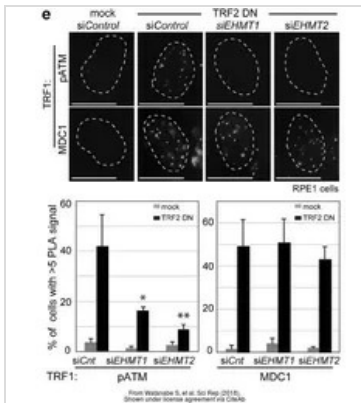 e
mock
TRF2 DN
siControl siControl siEHMT1 siEHMT2
TRF1:
pATM
MDC1
RPE1 cells
% of cells with >5 PLA signal
60
40
20
0
mock
TRF2 DN
*
**
siCnt siEHMT1 siEHMT2
TRF1: pATM
60
40
20
0
mock
TRF2 DN
siCnt siEHMT1 siEHMT2
MDC1
From Watanabe S, et al. Sci Rep (2018).
Shown under license agreement via CiteAb